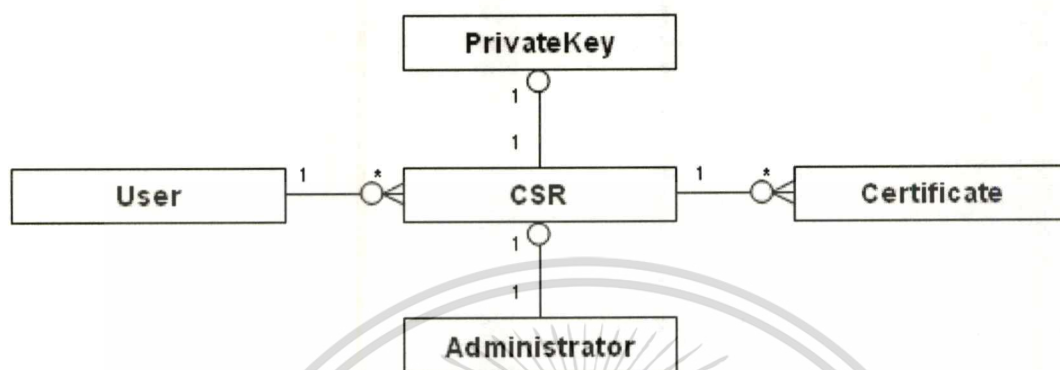 PrivateKey
1
1
User
1
*
CSR
1
*
Certificate
1
1
Administrator